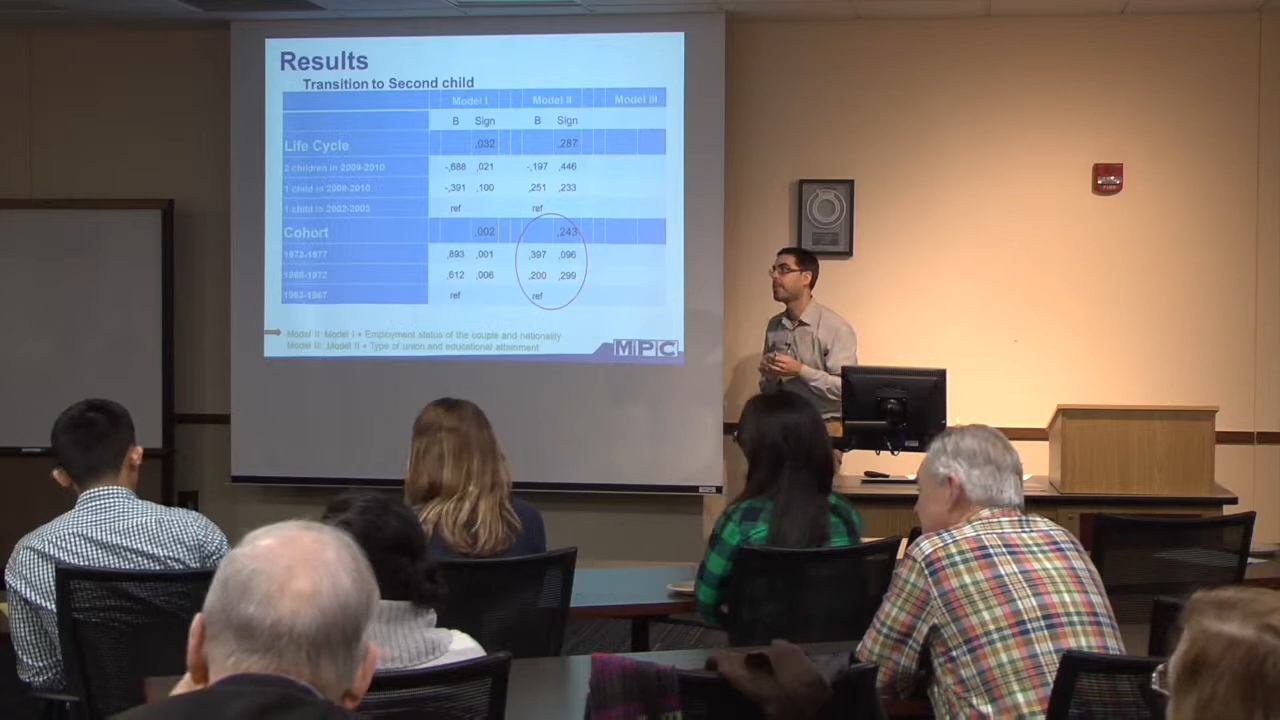 Results
Transition to Second child
Model I Model II Model III
B Sign B Sign
Life Cycle ,032 ,287
2 children in 2009-2010 -,688 ,021 -,197 ,446
1 child in 2009-2010 -,391 ,100 ,251 ,233
1 child in 2002-2003 ref ref
Cohort ,002 ,243
1973-1977 ,893 ,001 ,397 ,096
1968-1972 ,612 ,006 ,200 ,299
1963-1967 ref ref
Model II: Model I + Employment status of the couple and nationality
Model III: Model II + Type of union and educational attainment
MPC
FIRE